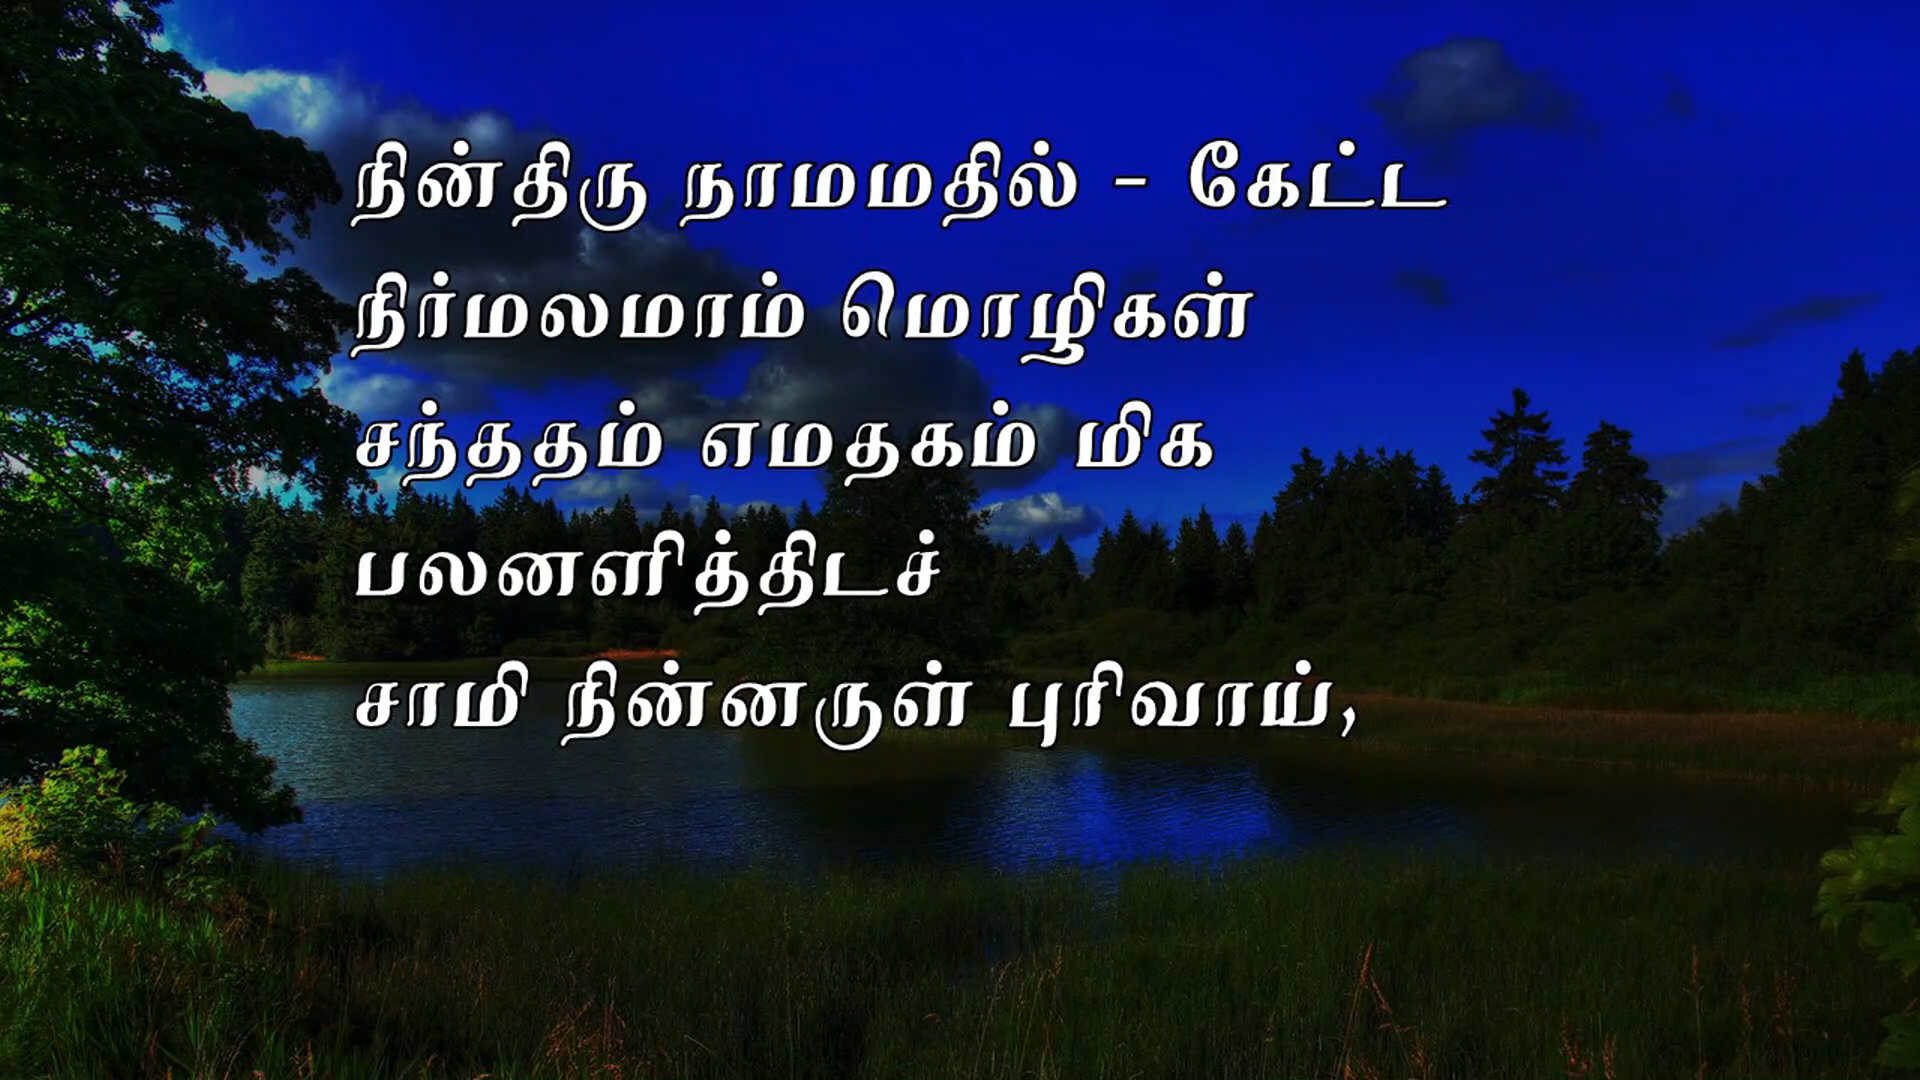 நின்திரு நாமமதில் - கேட்ட
நிர்மலமாம் மொழிகள்
சந்ததம் எமதகம் மிக
பலனளித்திடச்
சாமி நின்னருள் புரிவாய்,